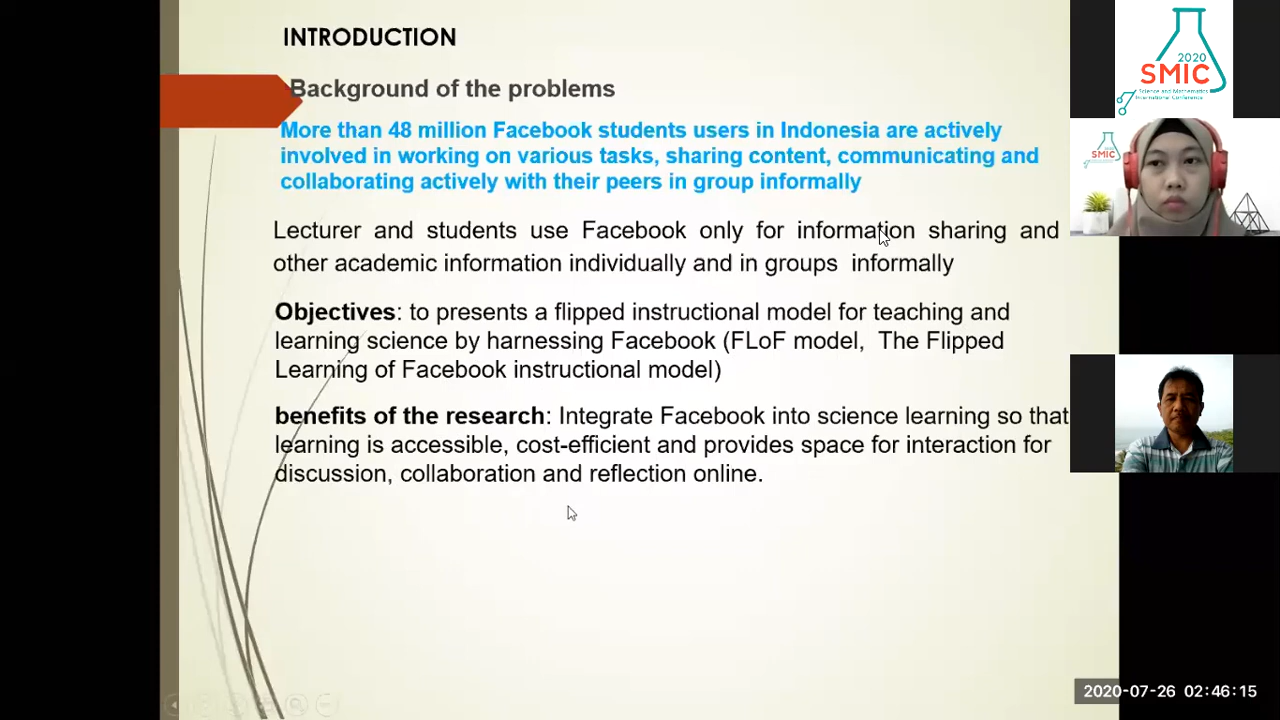 INTRODUCTION
Background of the problems
More than 48 million Facebook students users in Indonesia are actively
involved in working on various tasks, sharing content, communicating and
collaborating actively with their peers in group informally
Lecturer and students use Facebook only for information sharing and
other academic information individually and in groups informally
Objectives: to presents a flipped instructional model for teaching and
learning science by harnessing Facebook (FLoF model, The Flipped
Learning of Facebook instructional model)
benefits of the research: Integrate Facebook into science learning so that
learning is accessible, cost-efficient and provides space for interaction for
discussion, collaboration and reflection online.
2020
SMIC
Science and Mathematics
International Conference
SMIC
2020-07-26 02:46:15